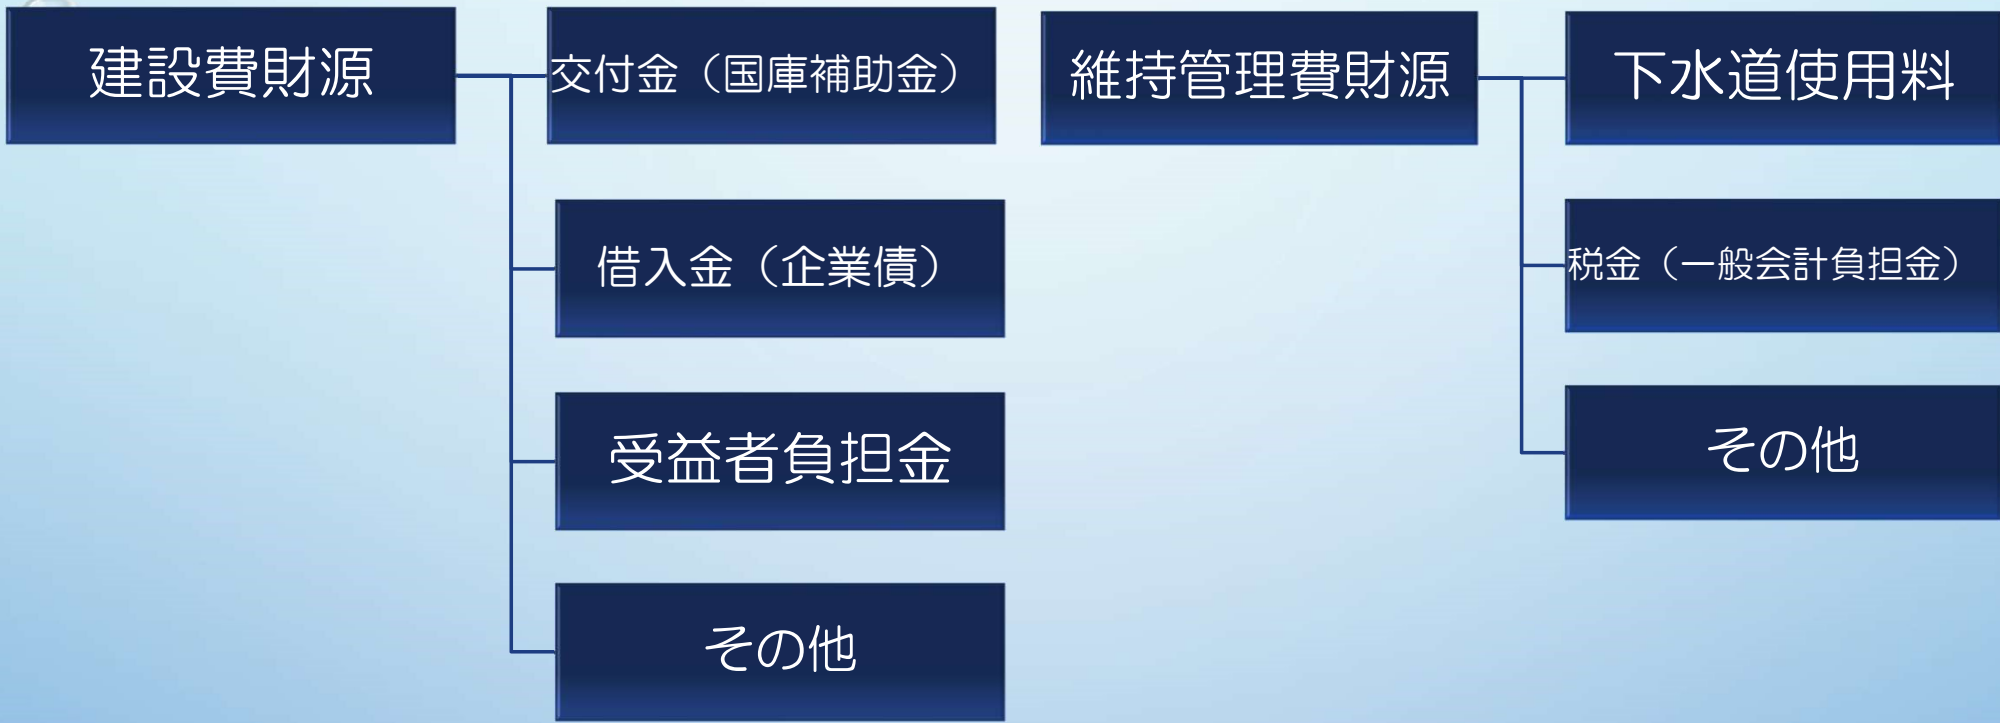 建設費財源
交付金（国庫補助金）
借入金（企業債）
受益者負担金
その他
維持管理費財源
下水道使用料
税金（一般会計負担金）
その他